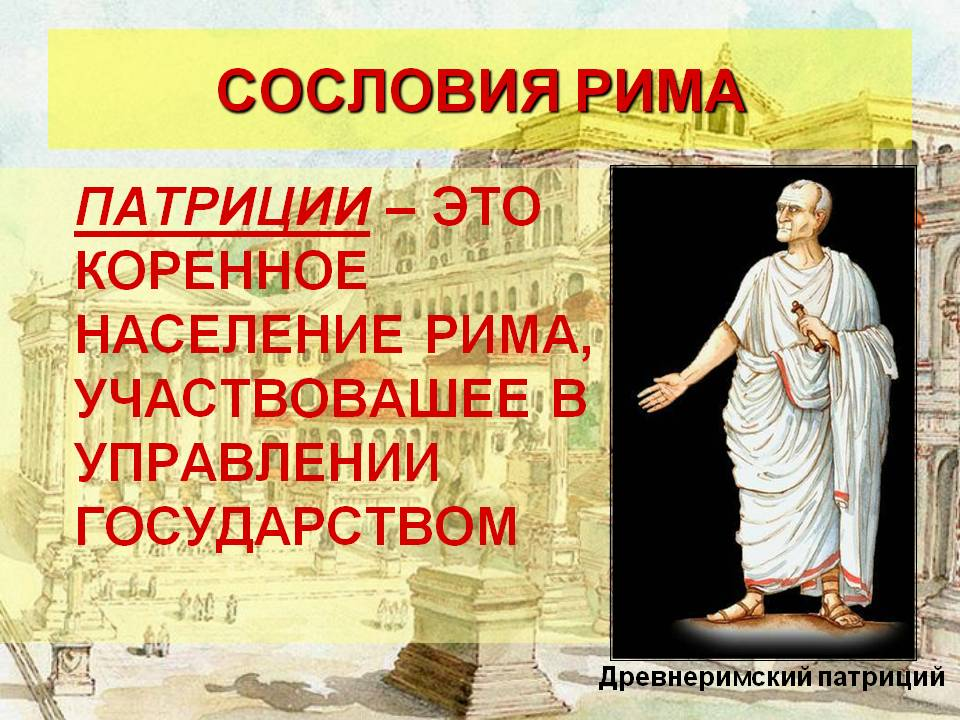 СОСЛОВИЯ РИМА
ПАТРИЦИИ – ЭТО
КОРЕННОЕ
НАСЕЛЕНИЕ РИМА,
УЧАСТВОВАШЕЕ В
УПРАВЛЕНИИ
ГОСУДАРСТВОМ
Древнеримский патриций